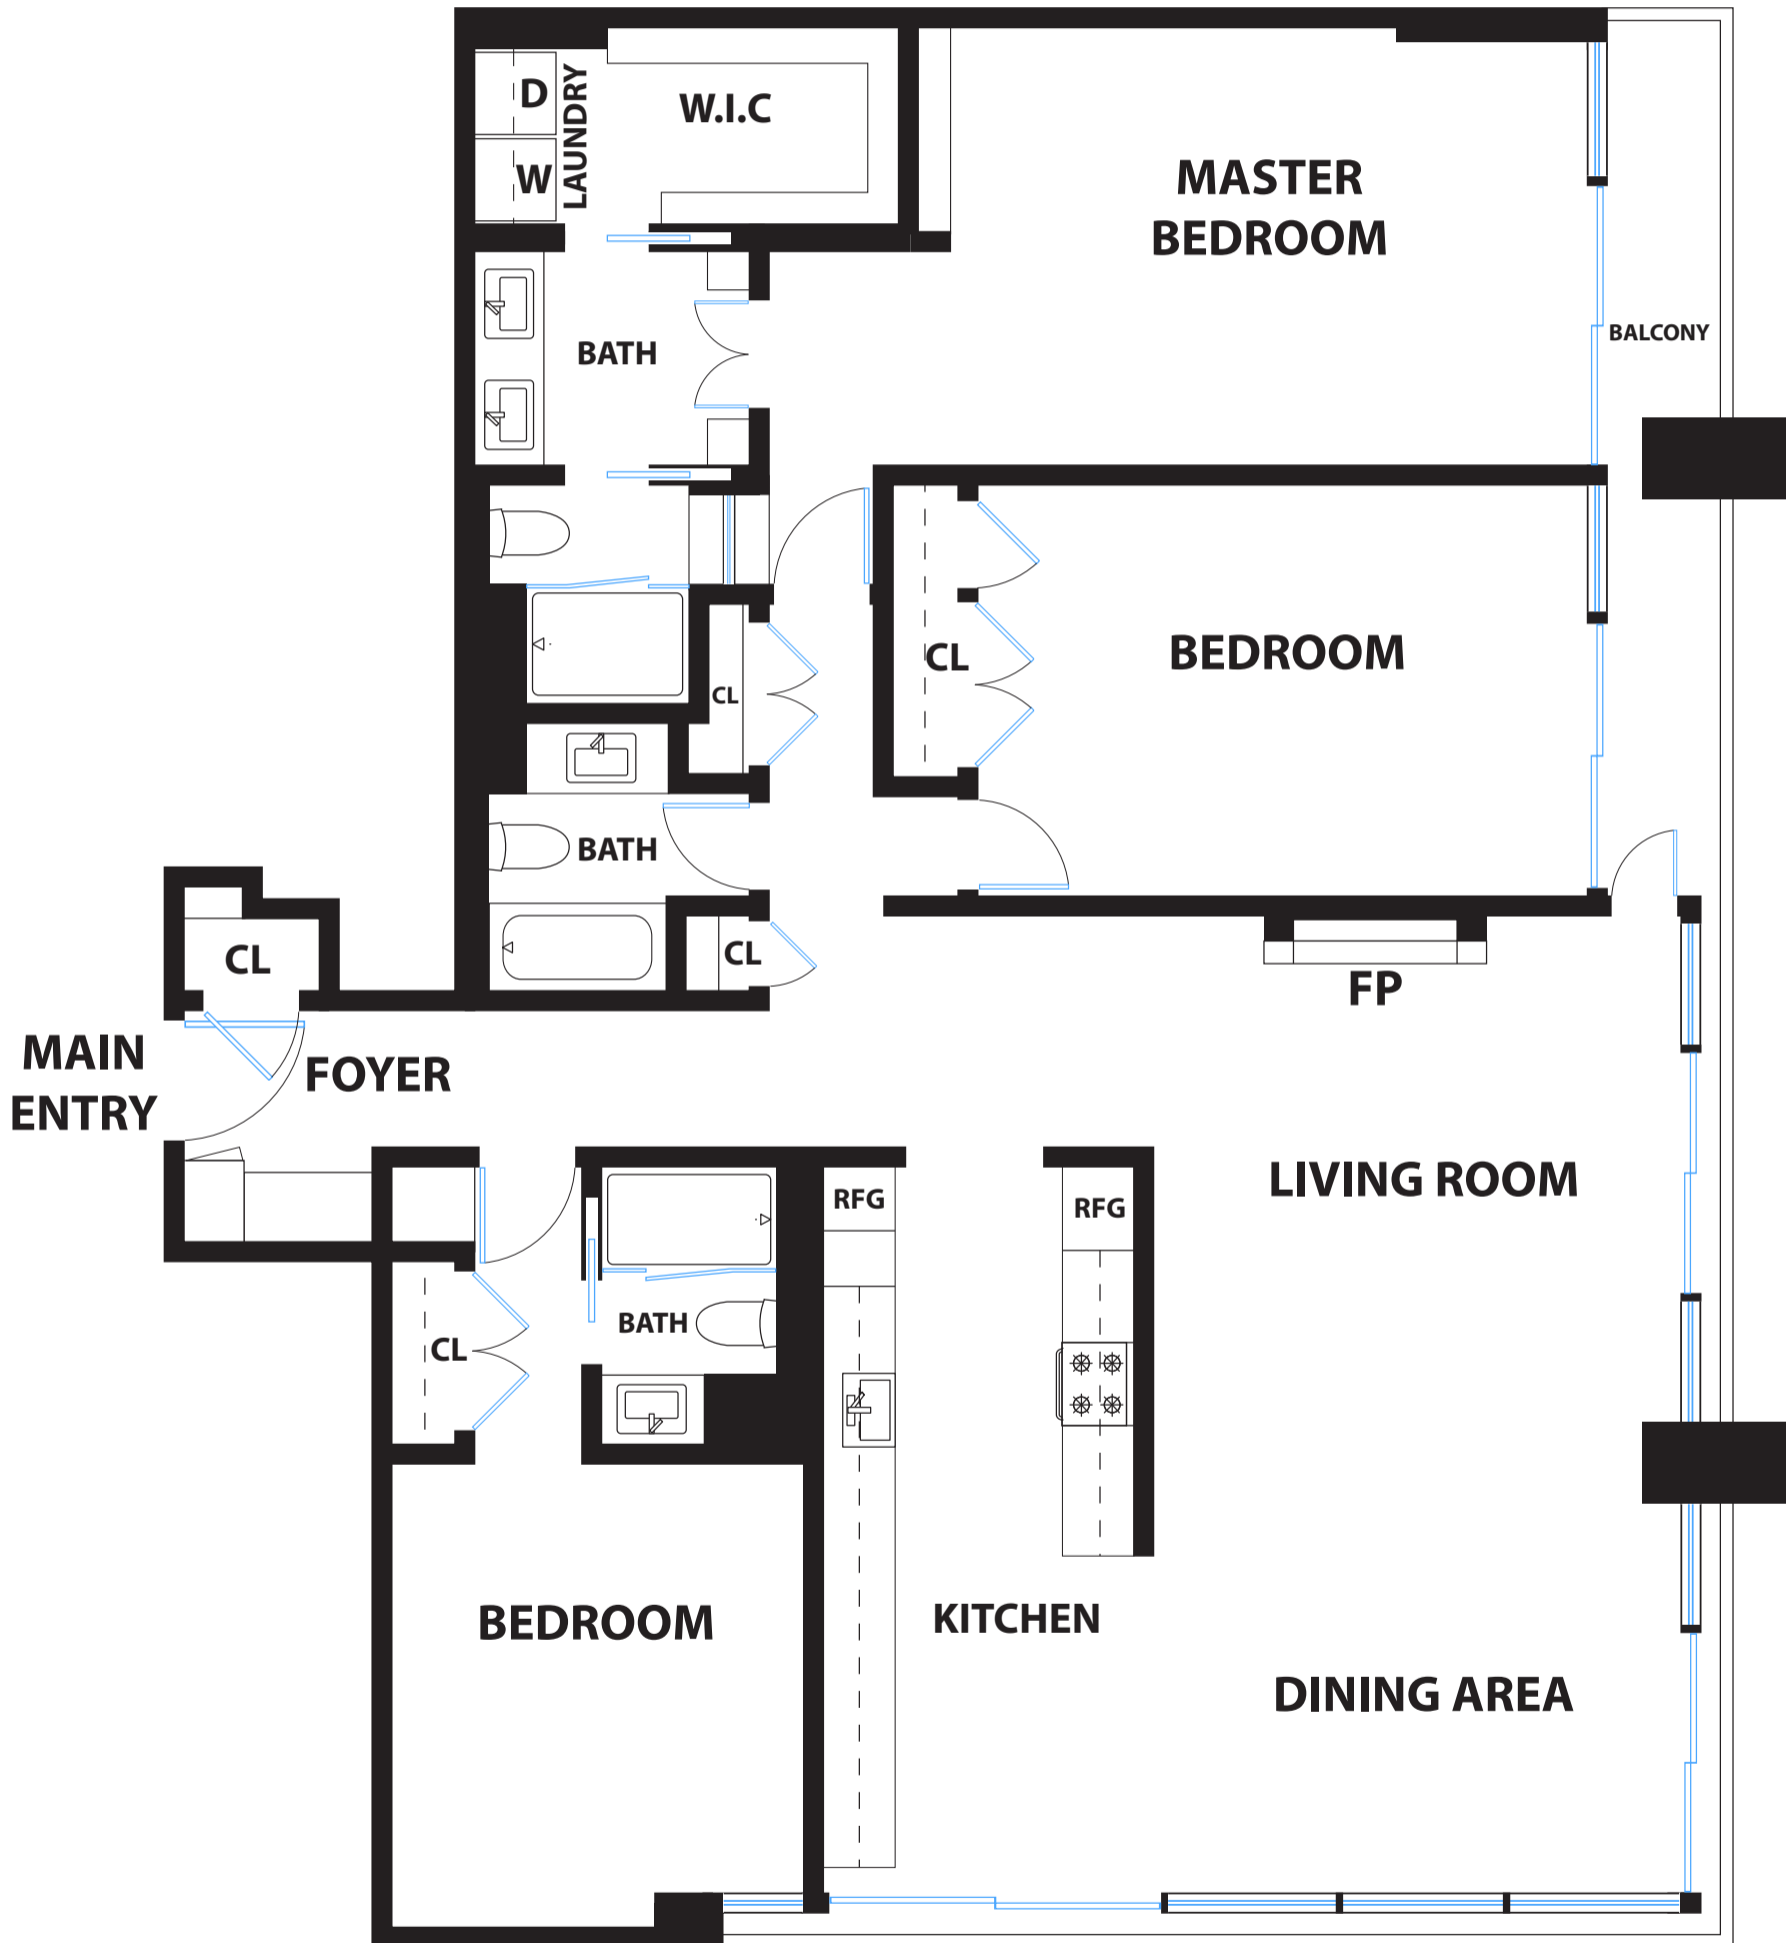 D
W
LAUNDRY
W.I.C
MASTER
BEDROOM
BALCONY
BATH
CL
BEDROOM
CL
BATH
CL
CL
FP
MAIN
ENTRY
FOYER
LIVING ROOM
RFG
RFG
BATH
CL
BEDROOM
KITCHEN
DINING AREA